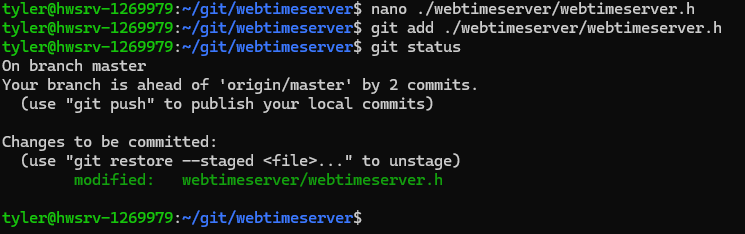 tyler@hwsrv-1269979:~/git/webtimeserver$ nano ./webtimeserver/webtimeserver.h
tyler@hwsrv-1269979:~/git/webtimeserver$ git add ./webtimeserver/webtimeserver.h
tyler@hwsrv-1269979:~/git/webtimeserver$ git status
On branch master
Your branch is ahead of 'origin/master' by 2 commits.
  (use "git push" to publish your local commits)

Changes to be committed:
  (use "git restore --staged <file>..." to unstage)
        modified:   webtimeserver/webtimeserver.h

tyler@hwsrv-1269979:~/git/webtimeserver$